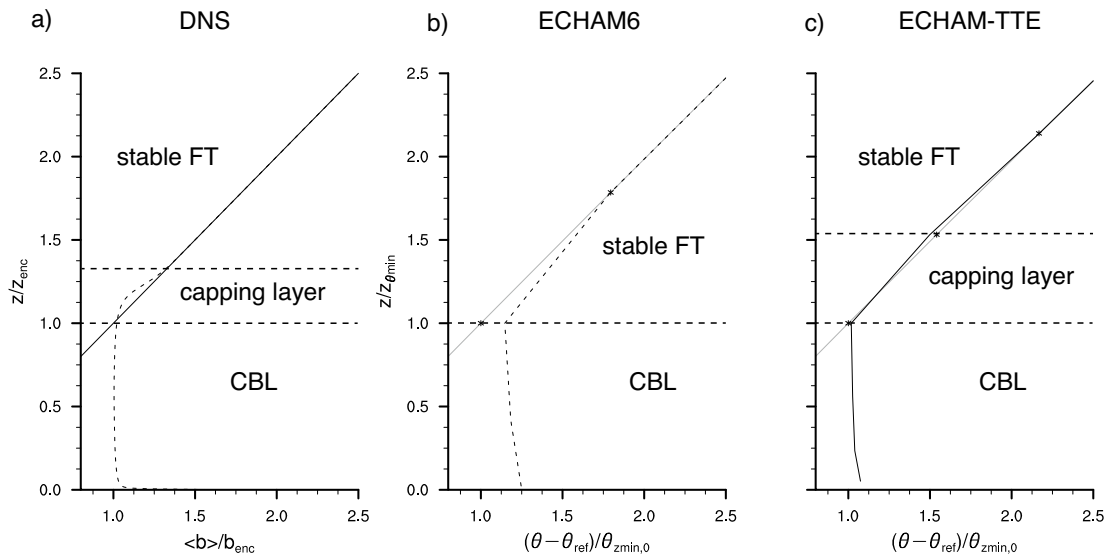 a) DNS
b) ECHAM6
c) ECHAM-TTE
2.5
2.0
1.5
1.0
0.5
0.0
z/z_enc
stable FT
capping layer
CBL
1.0 1.5 2.0 2.5
<b>/b_enc
2.5
2.0
1.5
1.0
0.5
0.0
z/z_θmin
stable FT
CBL
1.0 1.5 2.0 2.5
(θ−θ_ref)/θ_zmin,0
2.5
2.0
1.5
1.0
0.5
0.0
stable FT
capping layer
CBL
1.0 1.5 2.0 2.5
(θ−θ_ref)/θ_zmin,0